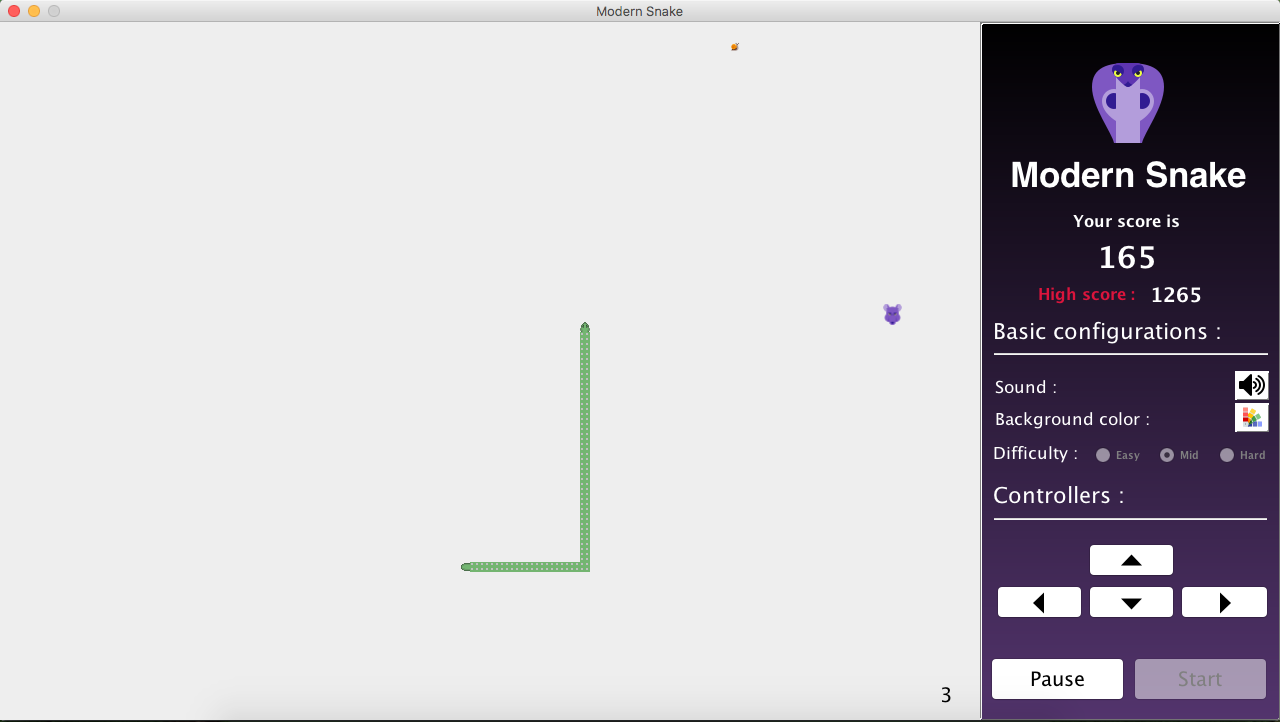 Modern Snake
Modern Snake
Your score is
165
High score : 1265
Basic configurations :
Sound :
Background color :
Difficulty : Easy Mid Hard
Controllers :
Pause Start
3